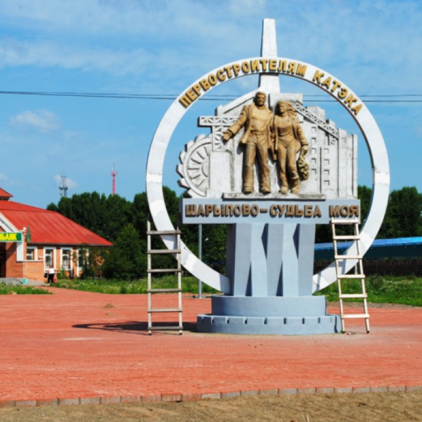 ПЕРВОСТРОИТЕЛЯМ КАТЭКА
ШАРЫПОВО-СУДЬБА МОЯ